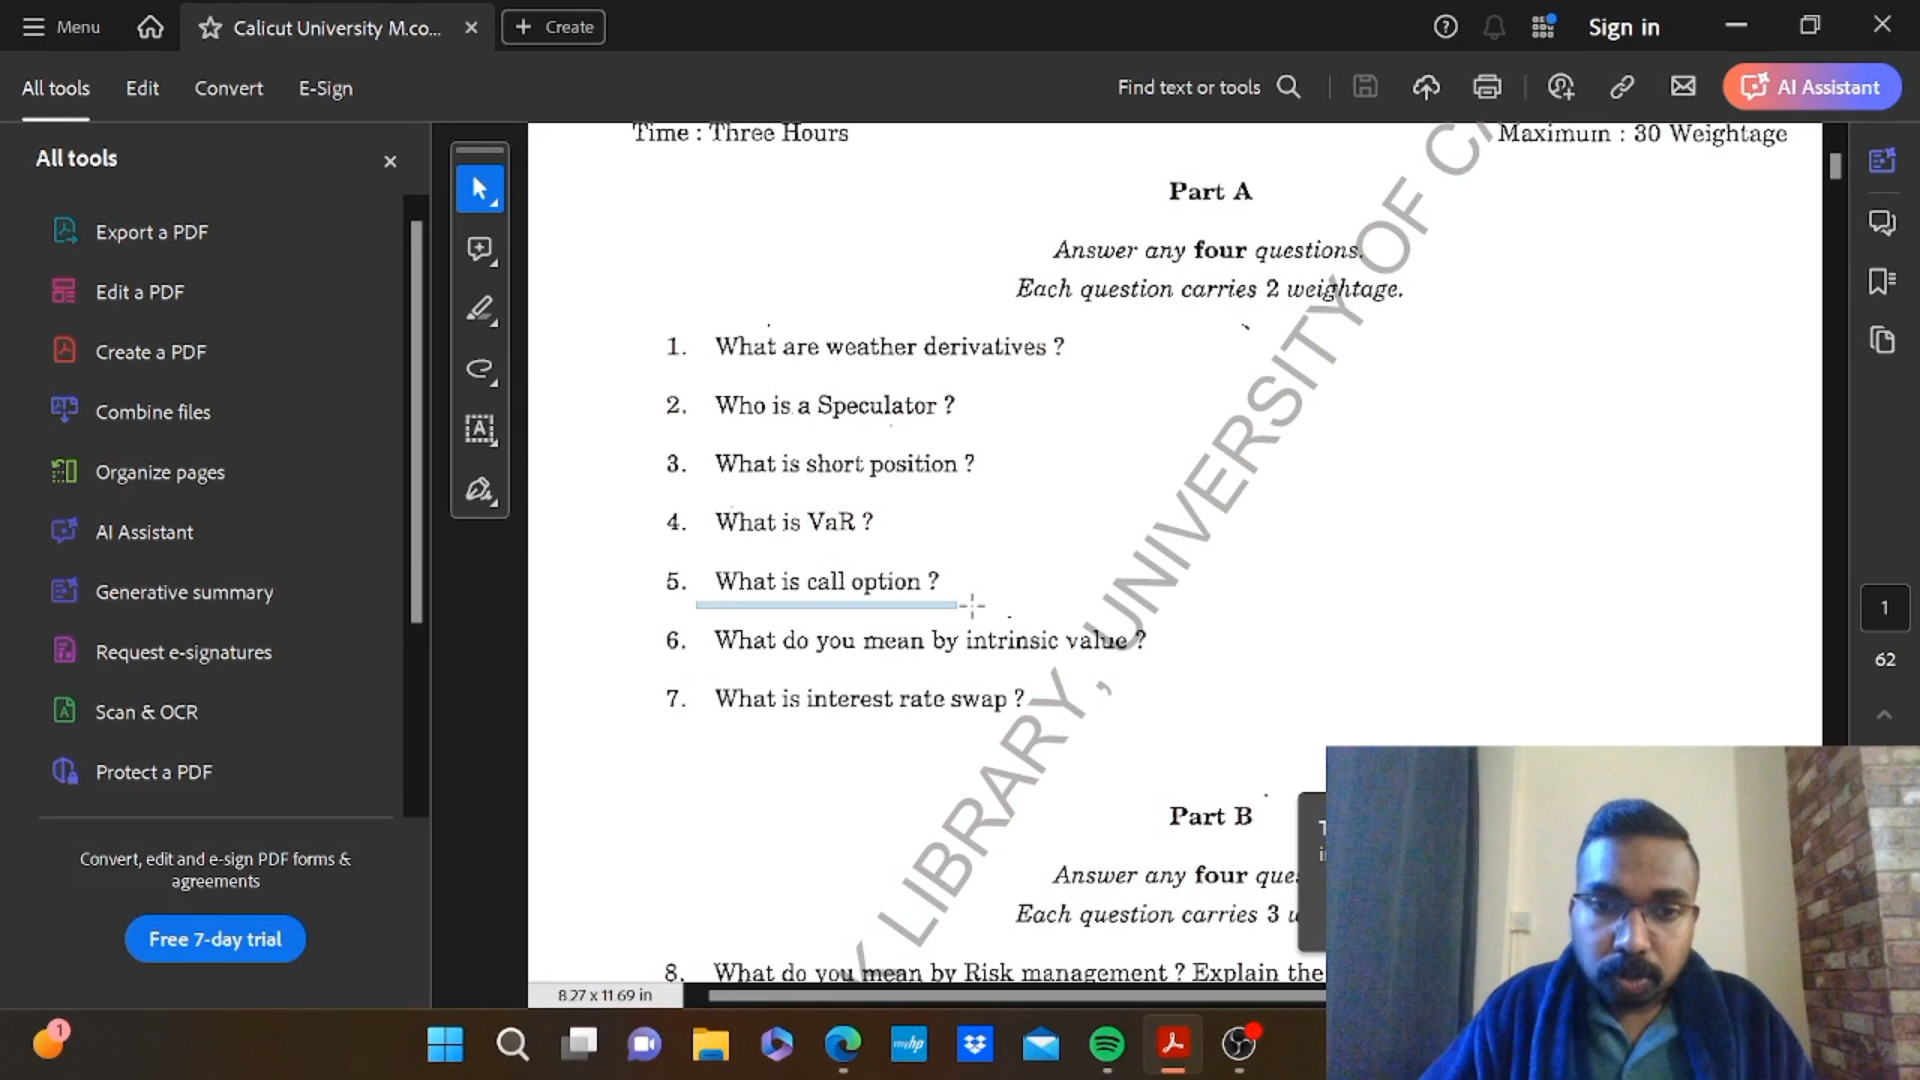 Menu
Calicut University M.co...
Create
Sign in
All tools
Edit
Convert
E-Sign
Find text or tools
AI Assistant
All tools
Export a PDF
Edit a PDF
Create a PDF
Combine files
Organize pages
AI Assistant
Generative summary
Request e-signatures
Scan & OCR
Protect a PDF
Convert, edit and e-sign PDF forms &
agreements
Free 7-day trial
Time : Three Hours
Maximum : 30 Weightage
Part A
Answer any four questions.
Each question carries 2 weightage.
1. What are weather derivatives ?
2. Who is a Speculator ?
3. What is short position ?
4. What is VaR ?
5. What is call option ?
6. What do you mean by intrinsic value ?
7. What is interest rate swap ?
Part B
Answer any four que
Each question carries 3
8. What do you mean by Risk management ? Explain the
LIBRARY, UNIVERSITY OF
8.27 x 11.69 in
1
62
1
myhp